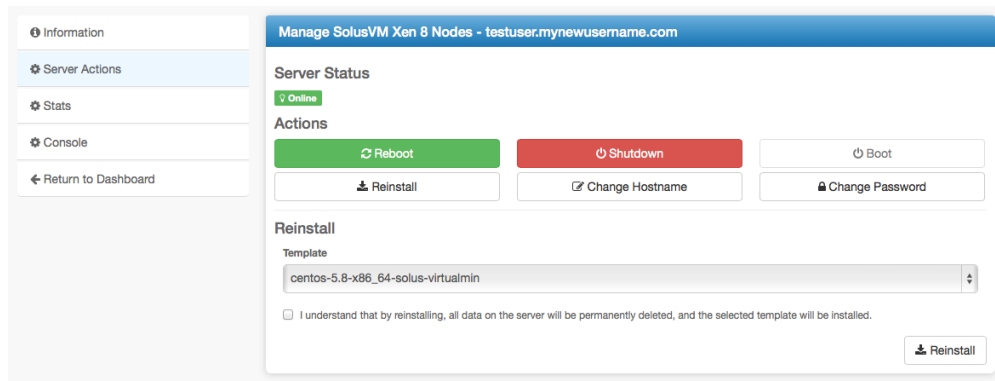 Information
Server Actions
Stats
Console
Return to Dashboard
Manage SolusVM Xen 8 Nodes - testuser.mynewusername.com
Server Status
Online
Actions
Reboot
Shutdown
Boot
Reinstall
Change Hostname
Change Password
Reinstall
Template
centos-5.8-x86_64-solus-virtualmin
I understand that by reinstalling, all data on the server will be permanently deleted, and the selected template will be installed.
Reinstall